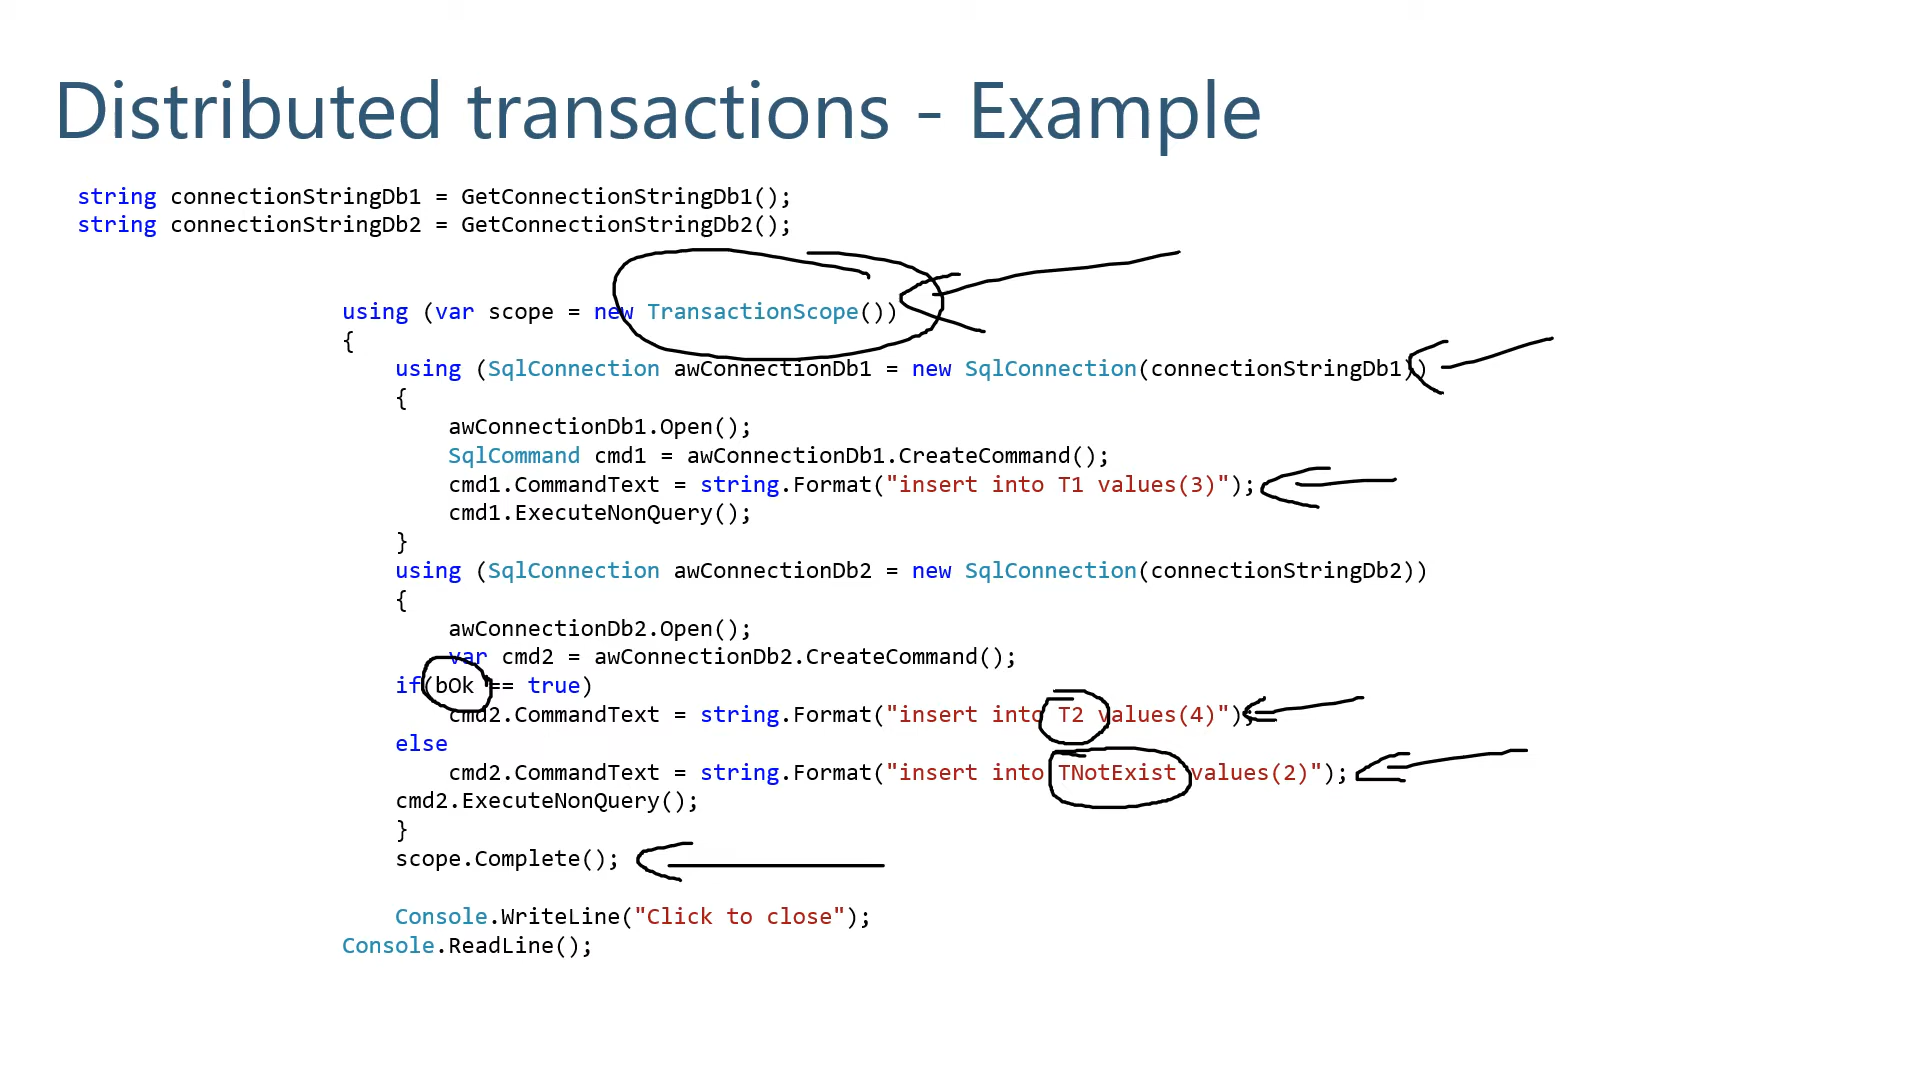 Distributed transactions - Example
string connectionStringDb1 = GetConnectionStringDb1();
string connectionStringDb2 = GetConnectionStringDb2();
using (var scope = new TransactionScope())
{
using (SqlConnection awConnectionDb1 = new SqlConnection(connectionStringDb1))
{
awConnectionDb1.Open();
SqlCommand cmd1 = awConnectionDb1.CreateCommand();
cmd1.CommandText = string.Format("insert into T1 values(3)");
cmd1.ExecuteNonQuery();
}
using (SqlConnection awConnectionDb2 = new SqlConnection(connectionStringDb2))
{
awConnectionDb2.Open();
var cmd2 = awConnectionDb2.CreateCommand();
if(bOk == true)
cmd2.CommandText = string.Format("insert into T2 values(4)");
else
cmd2.CommandText = string.Format("insert into TNotExist values(2)");
cmd2.ExecuteNonQuery();
}
scope.Complete();
Console.WriteLine("Click to close");
Console.ReadLine();